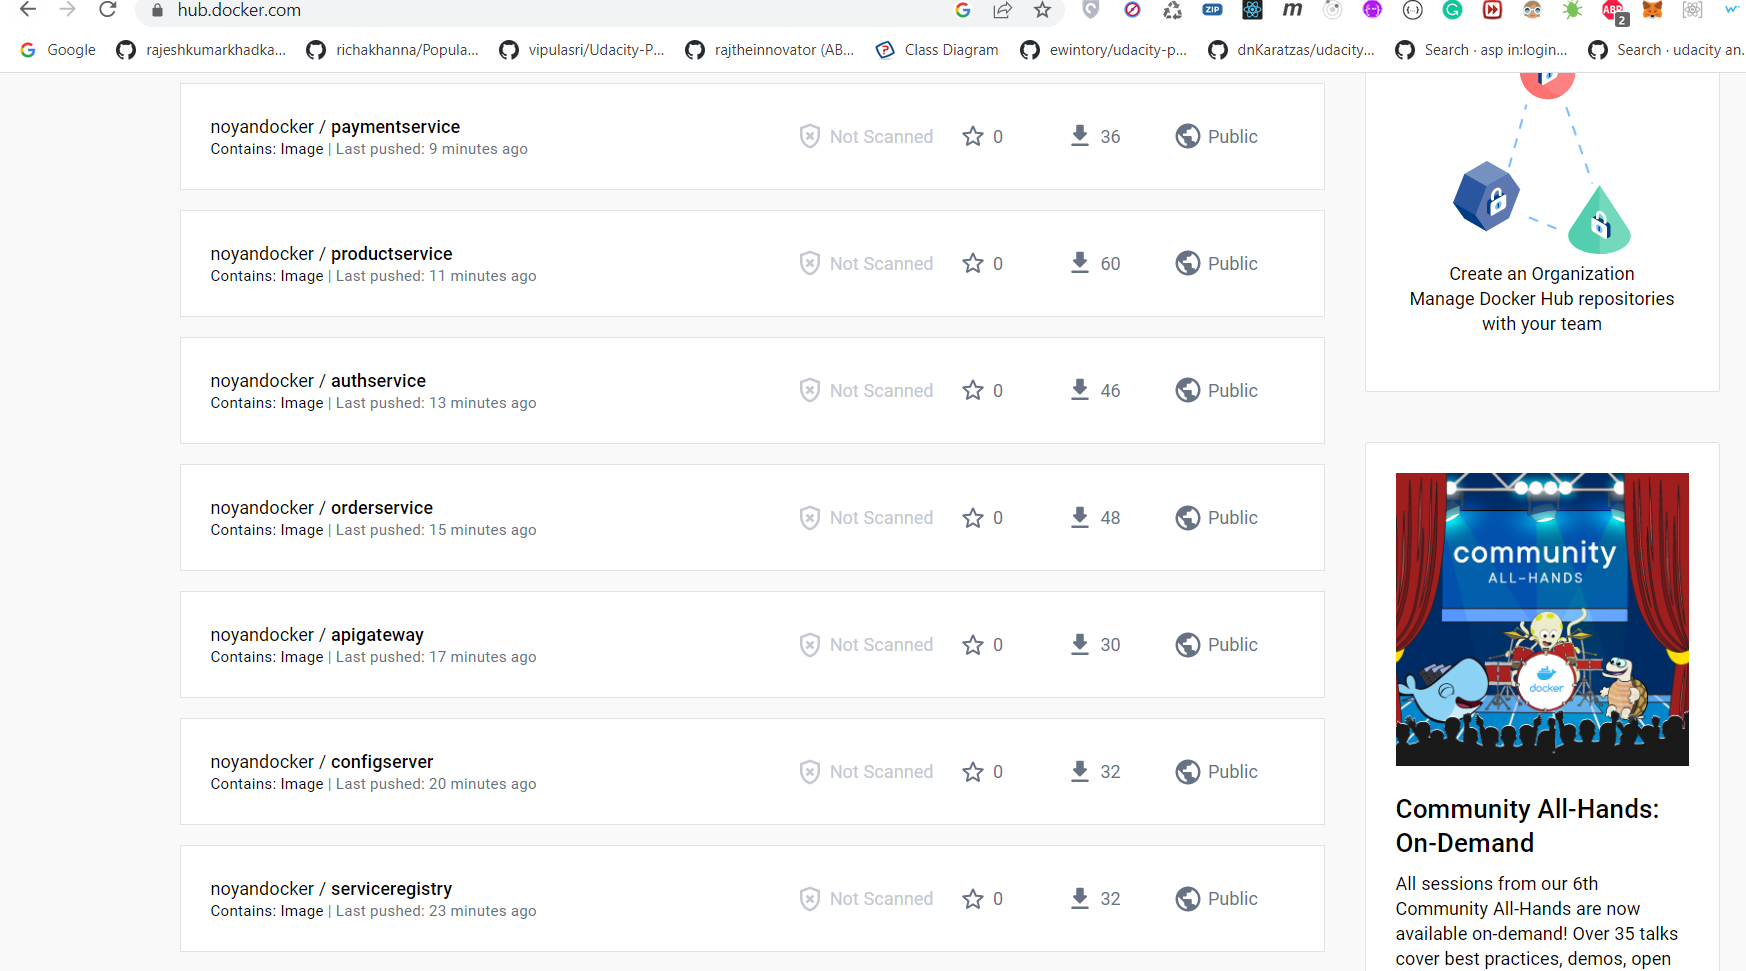 hub.docker.com
ZIP
m
ABP
2
Google
rajeshkumarkhadka...
richakhanna/Popula...
vipulasri/Udacity-P...
rajtheinnovator (AB...
Class Diagram
ewintory/udacity-p...
dnKaratzas/udacity...
Search · asp in:login...
Search · udacity an.
noyandocker / paymentservice
Contains: Image | Last pushed: 9 minutes ago
Not Scanned
0
36
Public
noyandocker / productservice
Contains: Image | Last pushed: 11 minutes ago
Not Scanned
0
60
Public
noyandocker / authservice
Contains: Image | Last pushed: 13 minutes ago
Not Scanned
0
46
Public
noyandocker / orderservice
Contains: Image | Last pushed: 15 minutes ago
Not Scanned
0
48
Public
noyandocker / apigateway
Contains: Image | Last pushed: 17 minutes ago
Not Scanned
0
30
Public
noyandocker / configserver
Contains: Image | Last pushed: 20 minutes ago
Not Scanned
0
32
Public
noyandocker / serviceregistry
Contains: Image | Last pushed: 23 minutes ago
Not Scanned
0
32
Public
Create an Organization
Manage Docker Hub repositories
with your team
community
ALL-HANDS
docker
Community All-Hands:
On-Demand
All sessions from our 6th
Community All-Hands are now
available on-demand! Over 35 talks
cover best practices, demos, open